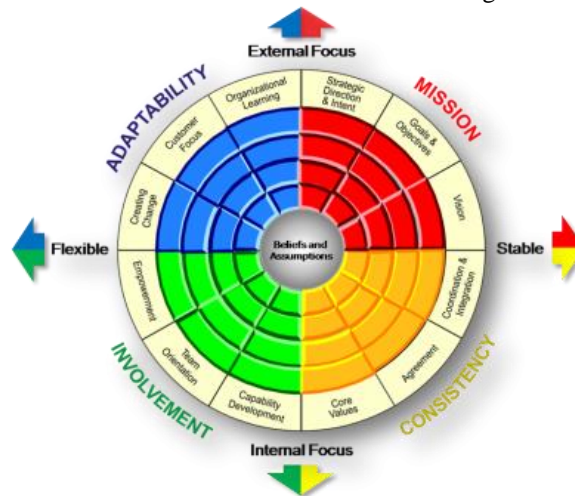 External Focus
ADAPTABILITY
MISSION
Organizational
Learning
Strategic
Direction
& Intent
Customer
Focus
Goals &
Objectives
Creating
Change
Vision
Flexible
Beliefs and
Assumptions
Stable
Empowerment
Coordination &
Integration
Team
Orientation
Agreement
Capability
Development
Core
Values
INVOLVEMENT
CONSISTENCY
Internal Focus